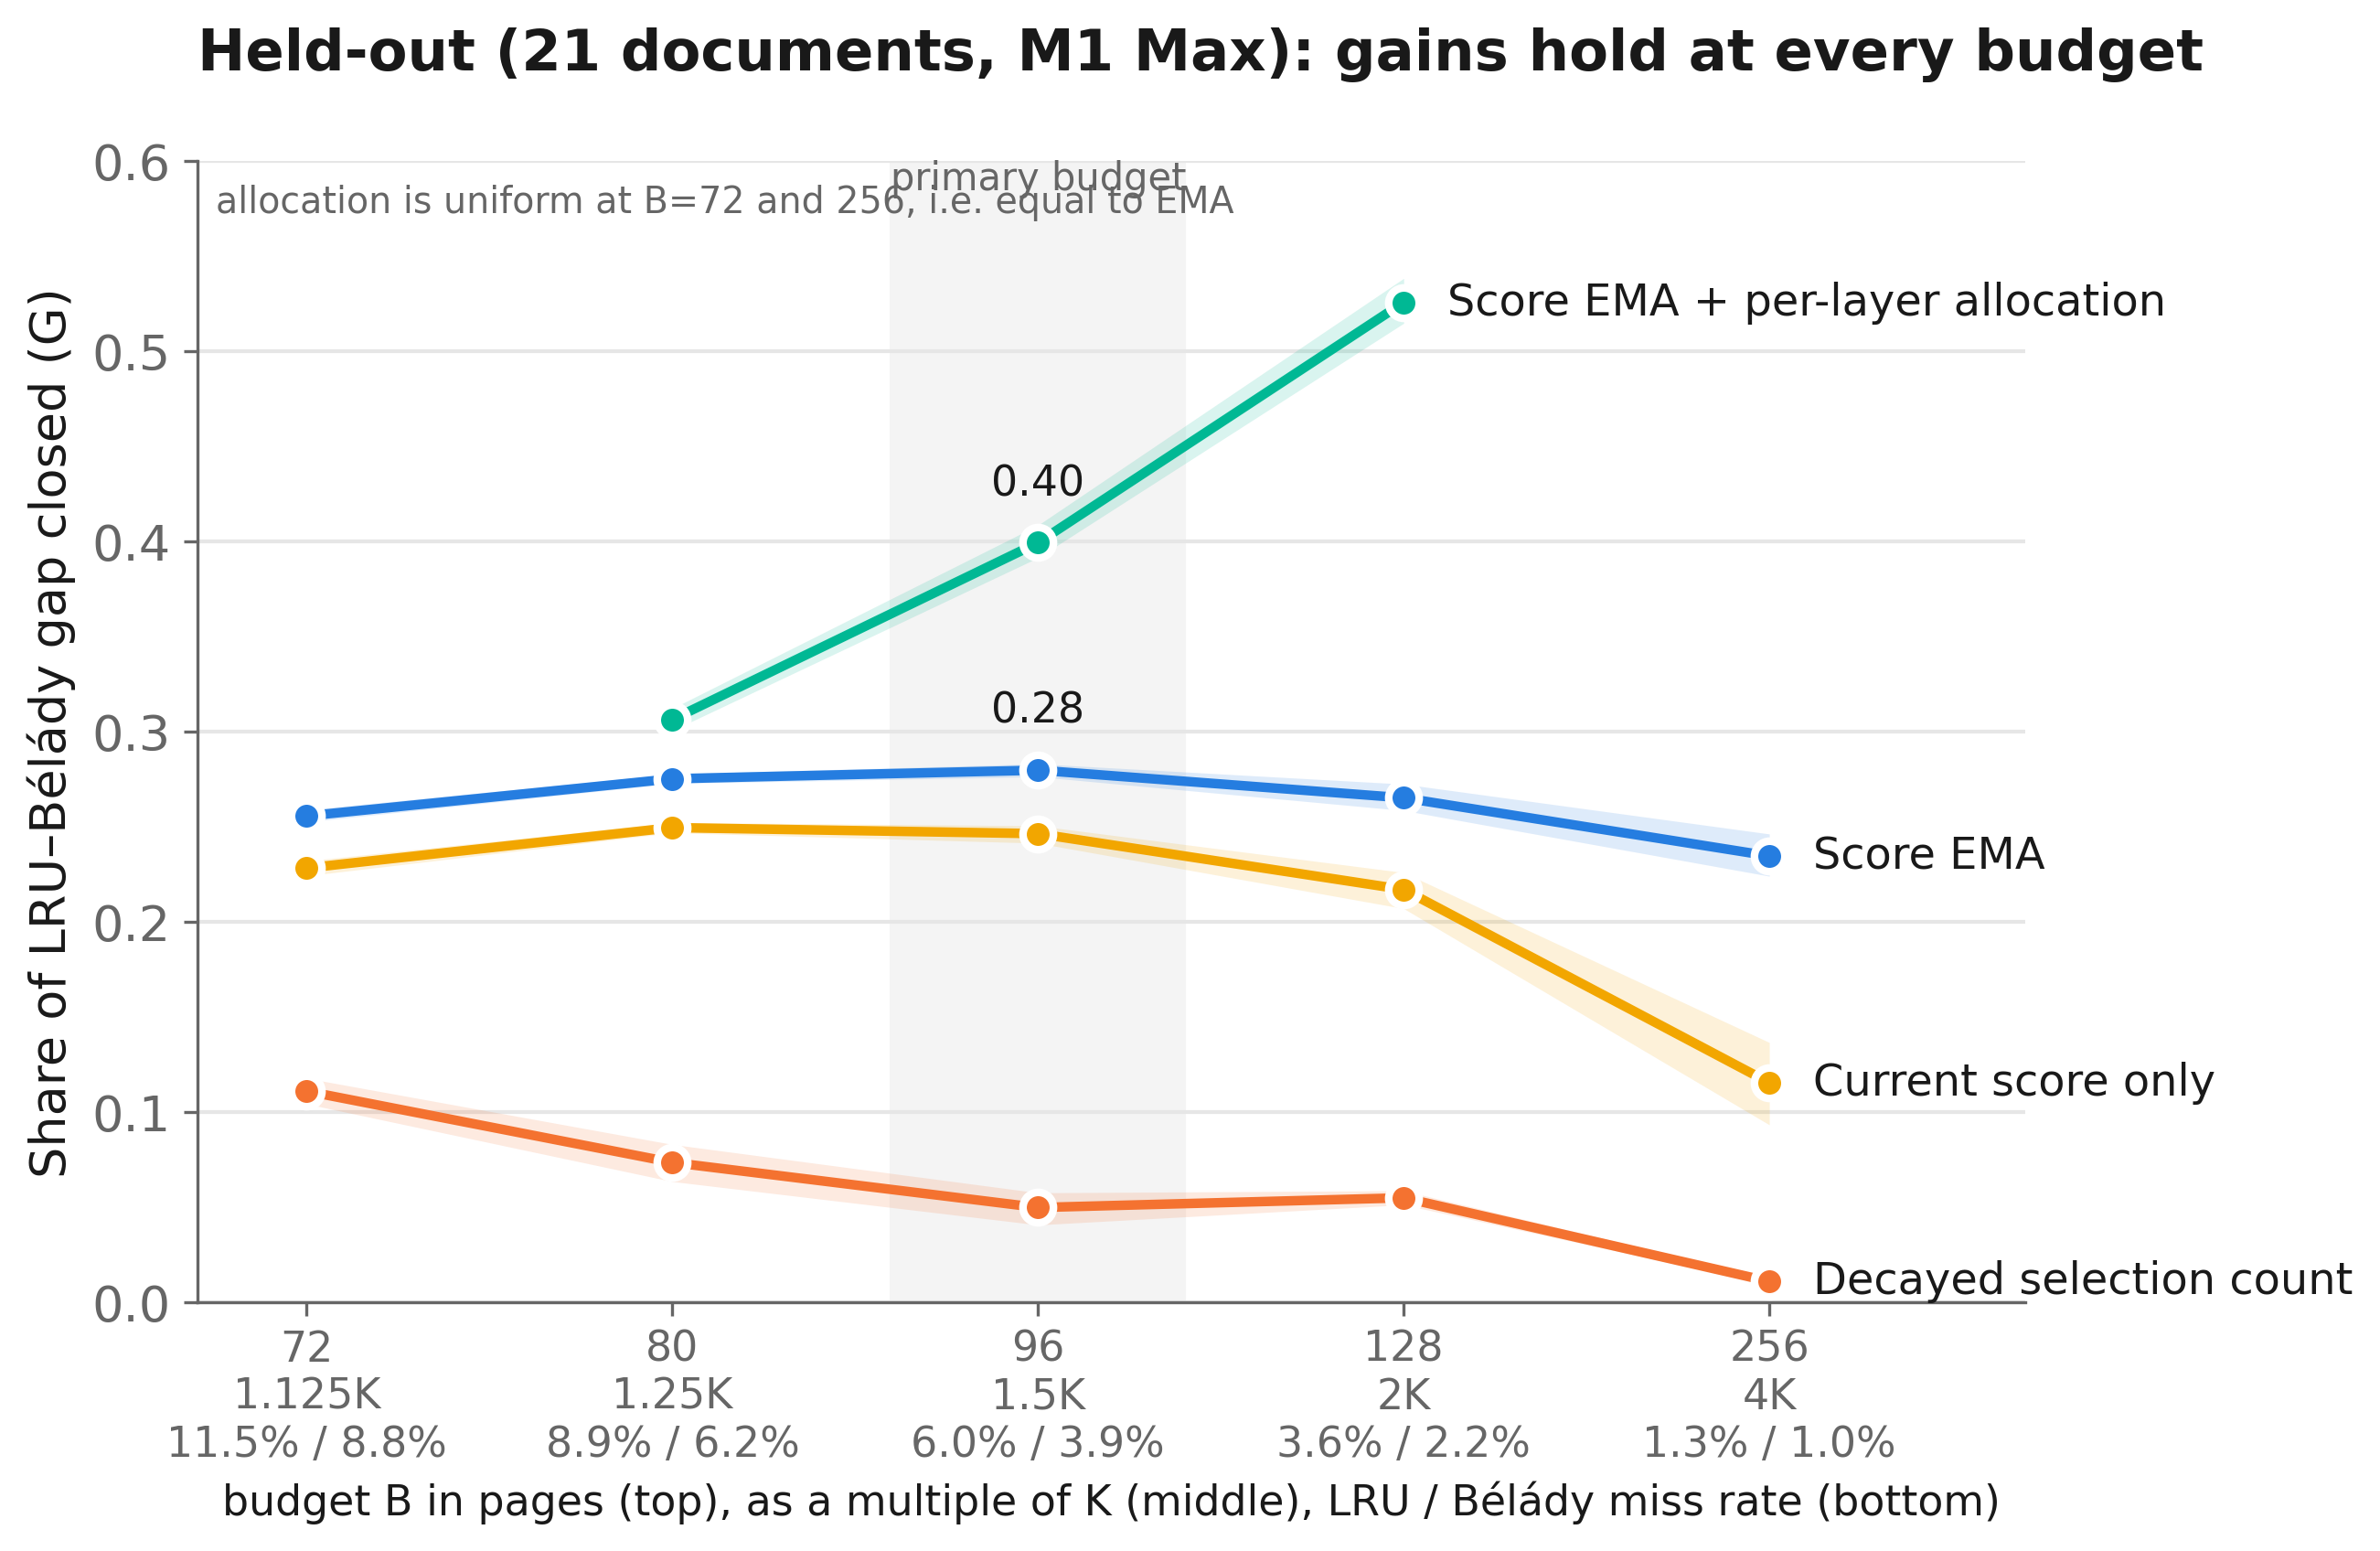 Held-out (21 documents, M1 Max): gains hold at every budget
Share of LRU–Bélády gap closed (G)
0.6
0.5
0.4
0.3
0.2
0.1
0.0
primary budget
allocation is uniform at B=72 and 256, i.e. equal to EMA
Score EMA + per-layer allocation
0.40
0.28
Score EMA
Current score only
Decayed selection count
72 80 96 128 256
1.125K 1.25K 1.5K 2K 4K
11.5% / 8.8% 8.9% / 6.2% 6.0% / 3.9% 3.6% / 2.2% 1.3% / 1.0%
budget B in pages (top), as a multiple of K (middle), LRU / Bélády miss rate (bottom)